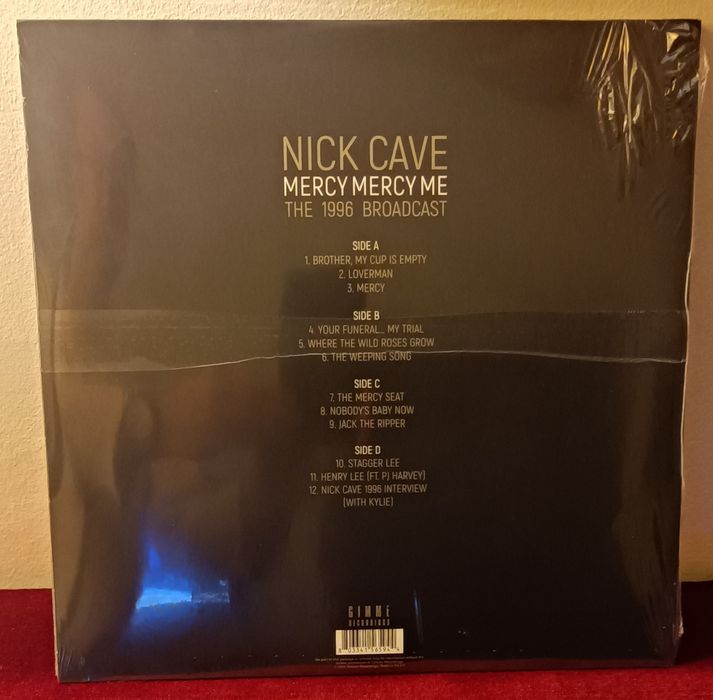 NICK CAVE
MERCY MERCY ME
THE 1996 BROADCAST
SIDE A
1. BROTHER, MY CUP IS EMPTY
2. LOVERMAN
3. MERCY
SIDE B
4. YOUR FUNERAL... MY TRIAL
5. WHERE THE WILD ROSES GROW
6. THE WEEPING SONG
SIDE C
7. THE MERCY SEAT
8. NOBODY'S BABY NOW
9. JACK THE RIPPER
SIDE D
10. STAGGER LEE
11. HENRY LEE (FT. PJ HARVEY)
12. NICK CAVE 1996 INTERVIEW
(WITH KYLIE)
GIMME
RECORDINGS